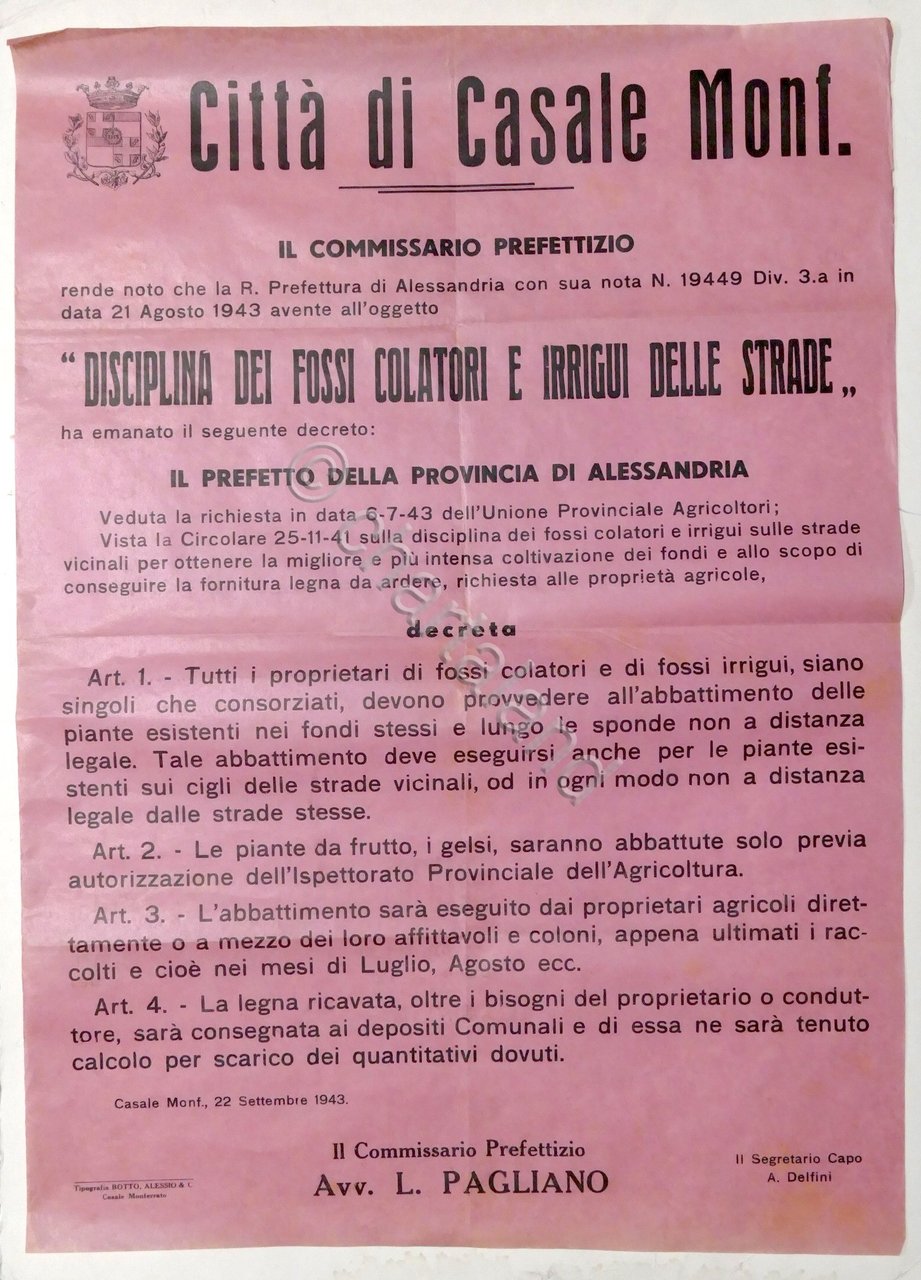 Città di Casale Monf.
IL COMMISSARIO PREFETTIZIO
rende noto che la R. Prefettura di Alessandria con sua nota N. 19449 Div. 3.a in
data 21 Agosto 1943 avente all'oggetto
“ DISCIPLINA DEI FOSSI COLATORI E IRRIGUI DELLE STRADE „
ha emanato il seguente decreto:
IL PREFETTO DELLA PROVINCIA DI ALESSANDRIA
Veduta la richiesta in data 6-7-43 dell'Unione Provinciale Agricoltori;
Vista la Circolare 25-11-41 sulla disciplina dei fossi colatori e irrigui sulle strade
vicinali per ottenere la migliore e più intensa coltivazione dei fondi e allo scopo di
conseguire la fornitura legna da ardere, richiesta alle proprietà agricole,
decreta
Art. 1. - Tutti i proprietari di fossi colatori e di fossi irrigui, siano
singoli che consorziati, devono provvedere all'abbattimento delle
piante esistenti nei fondi stessi e lungo le sponde non a distanza
legale. Tale abbattimento deve eseguirsi anche per le piante esi-
stenti sui cigli delle strade vicinali, od in ogni modo non a distanza
legale dalle strade stesse.
Art. 2. - Le piante da frutto, i gelsi, saranno abbattute solo previa
autorizzazione dell'Ispettorato Provinciale dell'Agricoltura.
Art. 3. - L'abbattimento sarà eseguito dai proprietari agricoli diret-
tamente o a mezzo dei loro affittavoli e coloni, appena ultimati i rac-
colti e cioè nei mesi di Luglio, Agosto ecc.
Art. 4. - La legna ricavata, oltre i bisogni del proprietario o condut-
tore, sarà consegnata ai depositi Comunali e di essa ne sarà tenuto
calcolo per scarico dei quantitativi dovuti.
Casale Monf., 22 Settembre 1943.
Il Commissario Prefettizio
Avv. L. PAGLIANO
Il Segretario Capo
A. Delfini
Tipografia BOTTO, ALESSIO & C.
Casale Monferrato
© chartaland